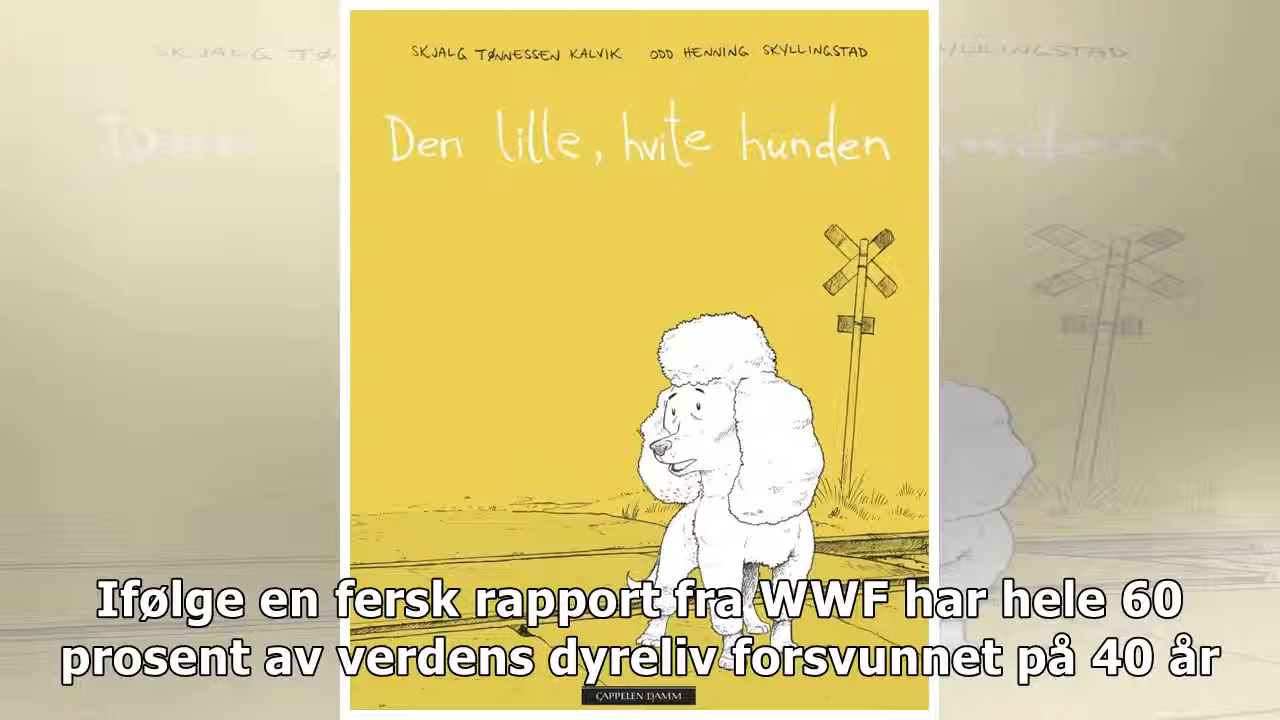 SKJALG TØNNESSEN KALVIK ODD HENNING SKYLLINGSTAD
Den lille, hvite hunden
Ifølge en fersk rapport fra WWF har hele 60
prosent av verdens dyreliv forsvunnet på 40 år
CAPPELEN DAMM